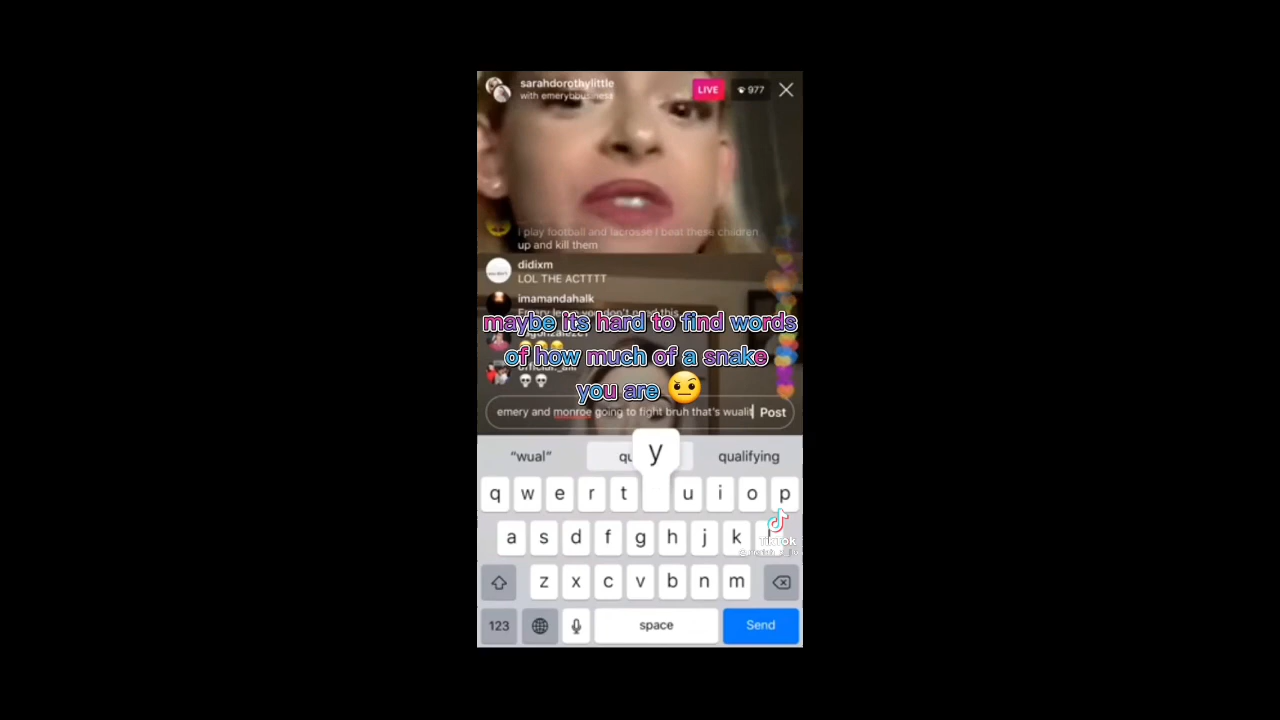 sarahdorothylittle
with emerybbusiness
LIVE
977
i play football and lacrosse I beat these children
up and kill them
didixm
LOL THE ACTTTT
imamandahalk
maybe its hard to find words
of how much of a snake
you are
emery and monroe going to fight bruh that's wualit
Post
"wual"
y
qualifying
q w e r t u i o p
a s d f g h j k
TikTok
z x c v b n m
123
space
Send